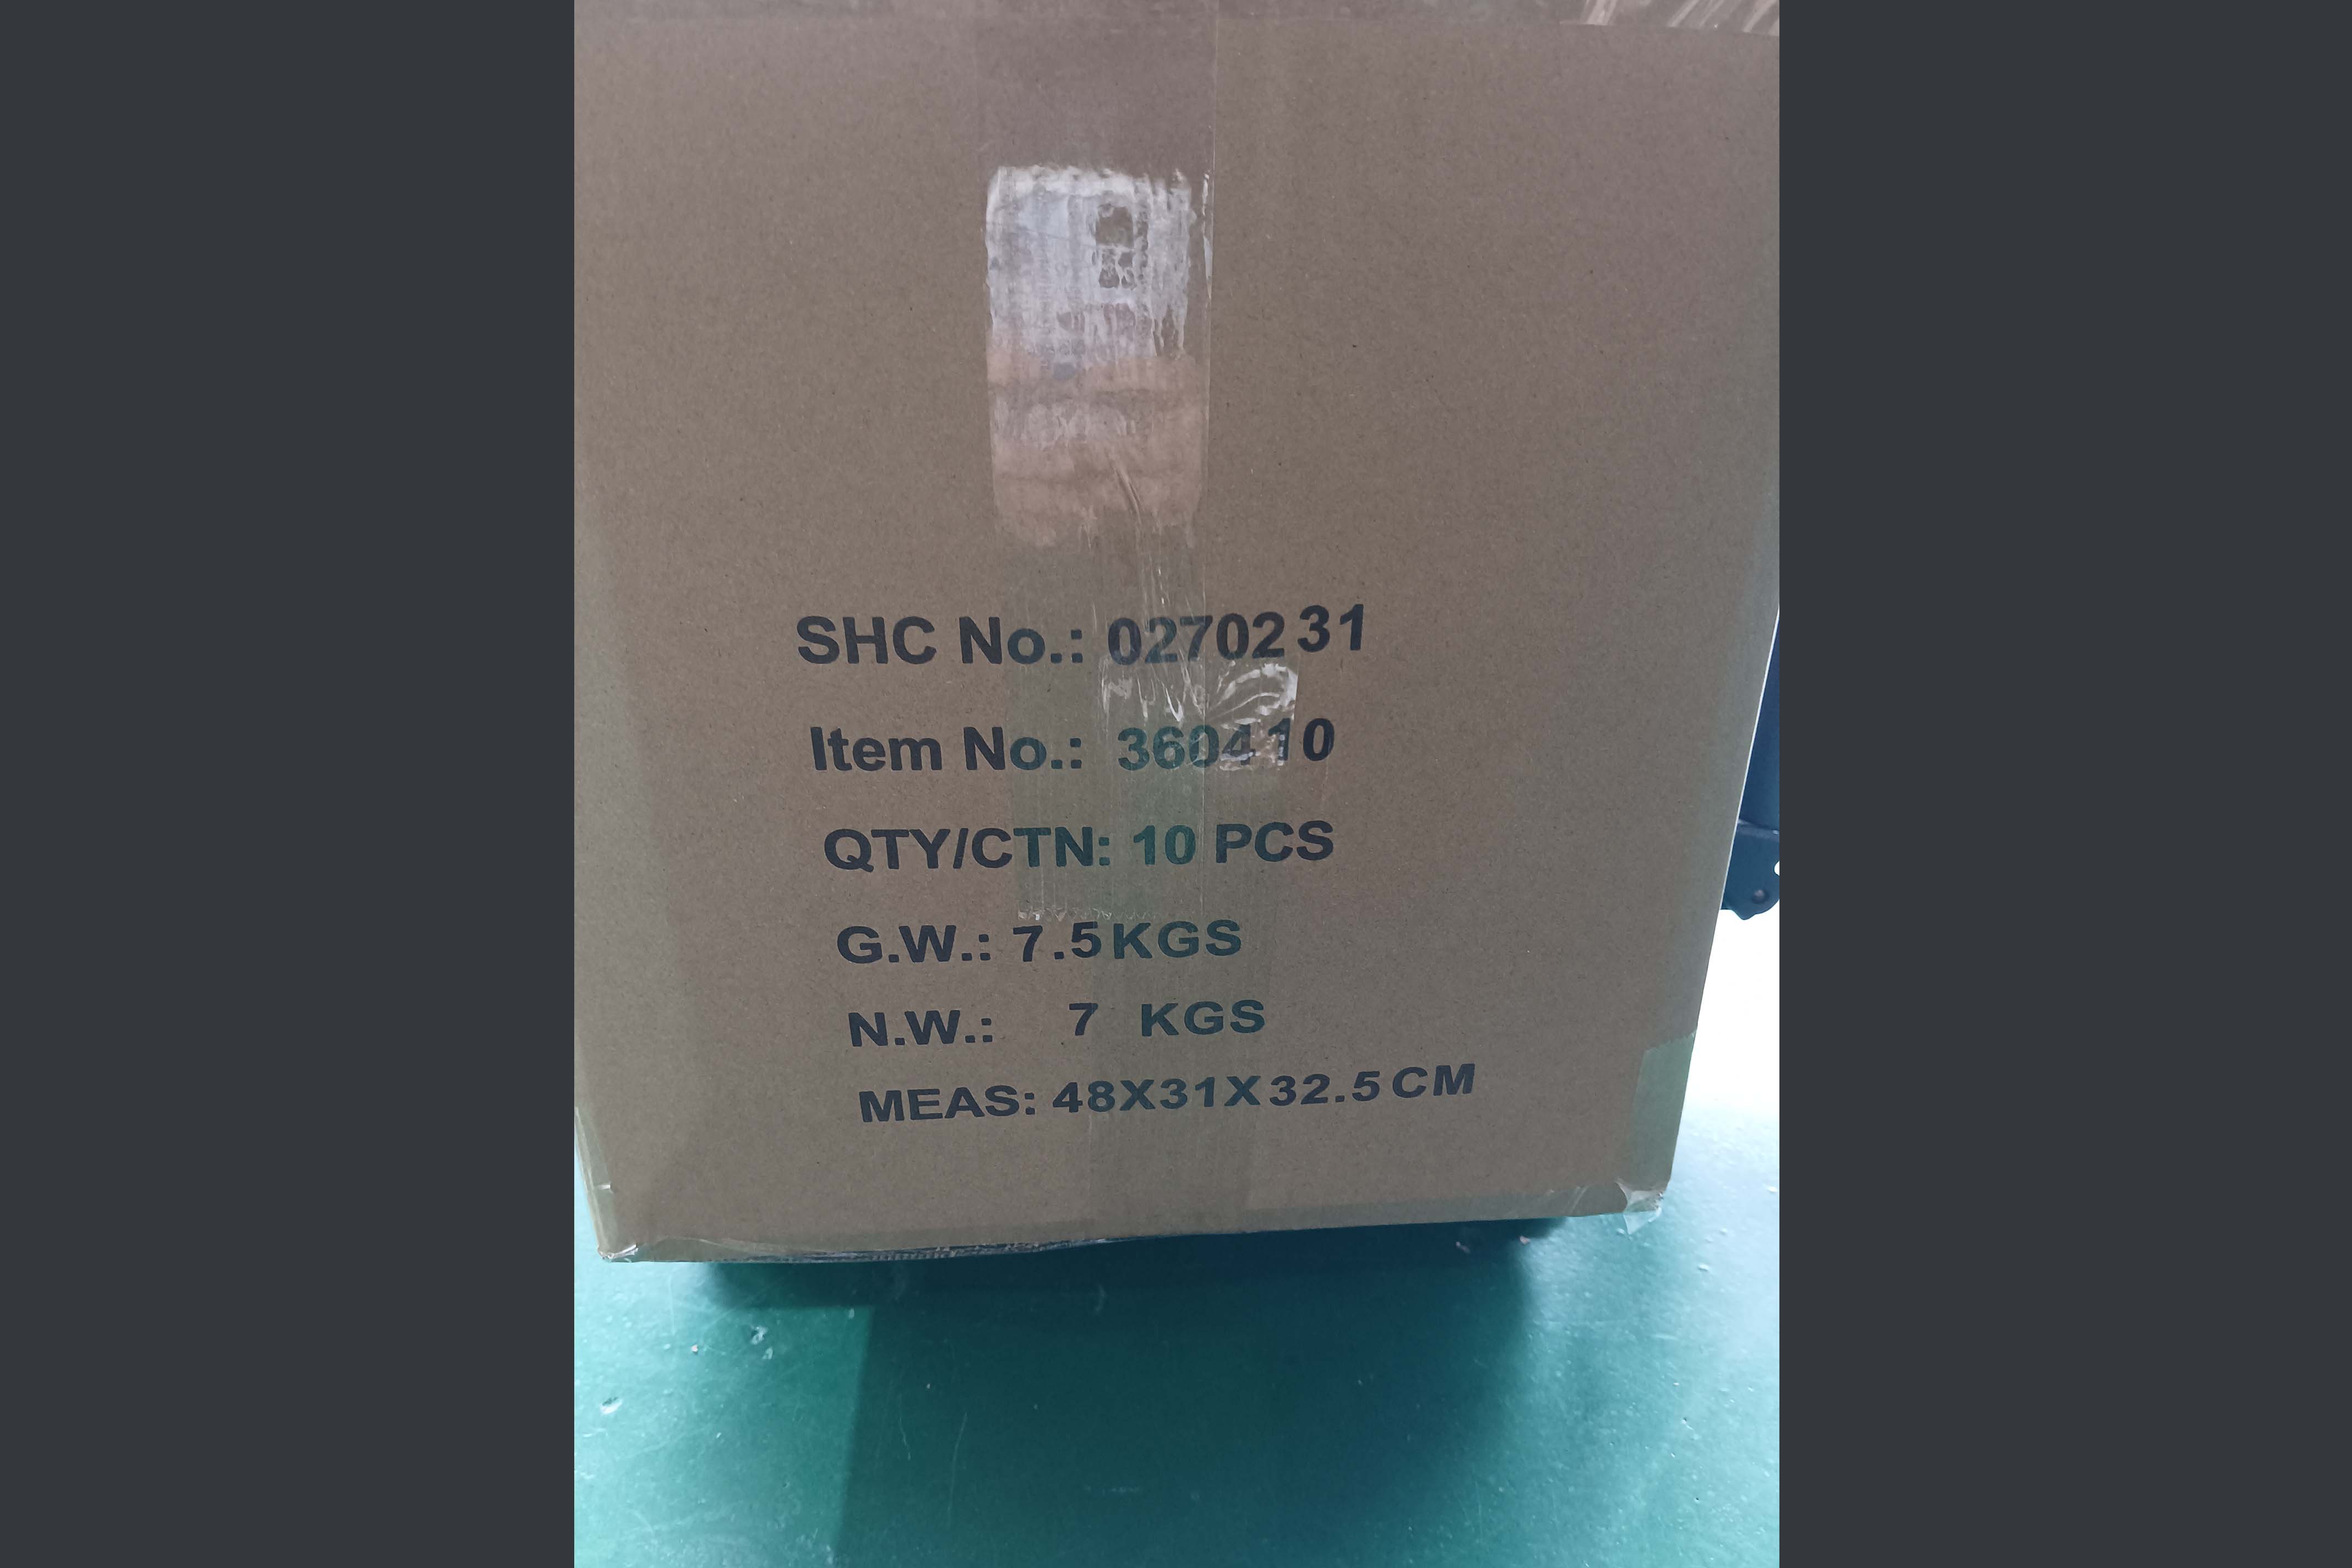 SHC No.: 0270231
Item No.: 360410
QTY/CTN: 10 PCS
G.W.: 7.5KGS
N.W.: 7 KGS
MEAS: 48X31X32.5CM